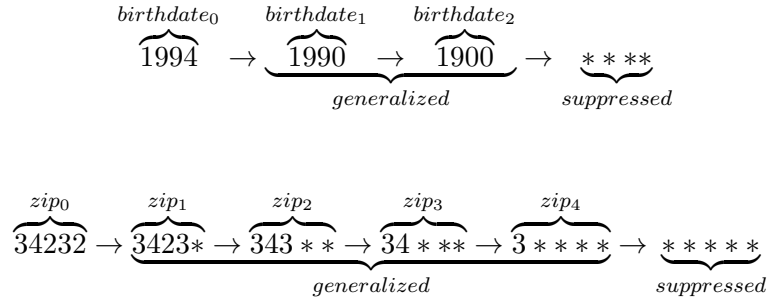 birthdate₀ birthdate₁ birthdate₂
1994 → 1990 → 1900 → ****
generalized suppressed
zip₀ zip₁ zip₂ zip₃ zip₄
34232 → 3423* → 343** → 34*** → 3**** → *****
generalized suppressed